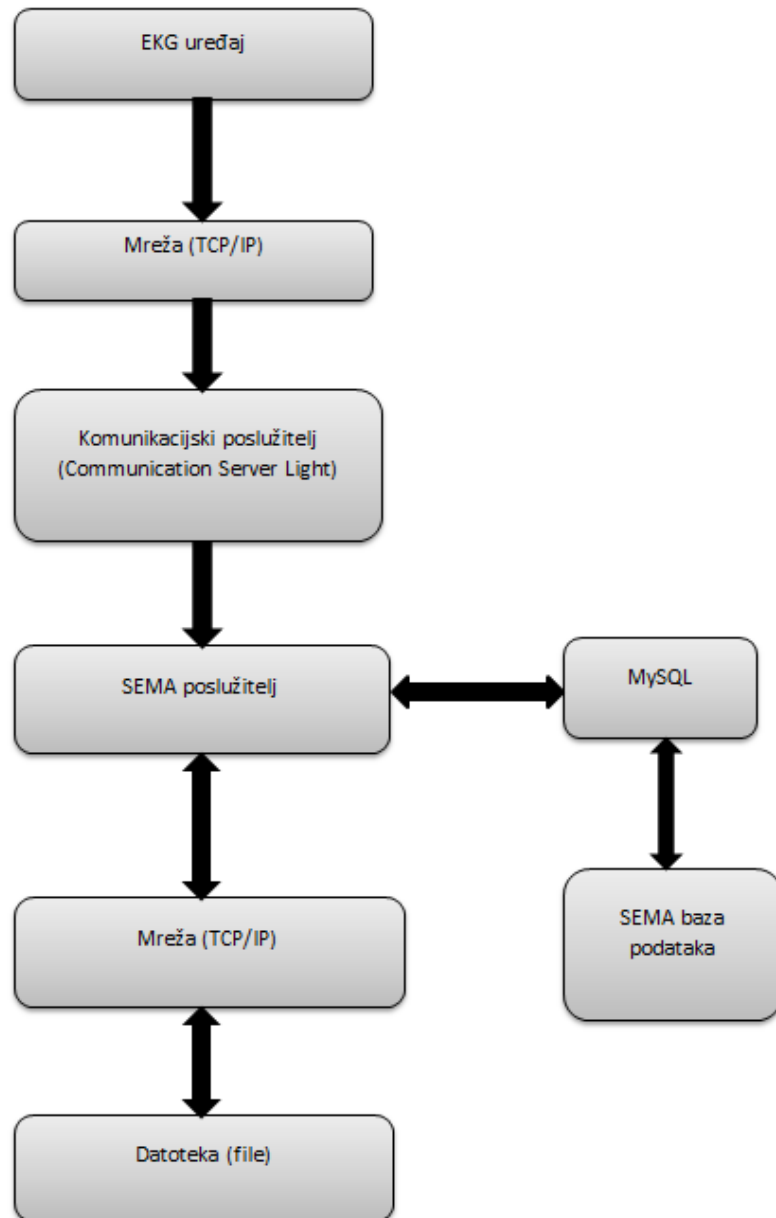 EKG uređaj
Mreža (TCP/IP)
Komunikacijski poslužitelj
(Communication Server Light)
SEMA poslužitelj
MySQL
SEMA baza
podataka
Mreža (TCP/IP)
Datoteka (file)